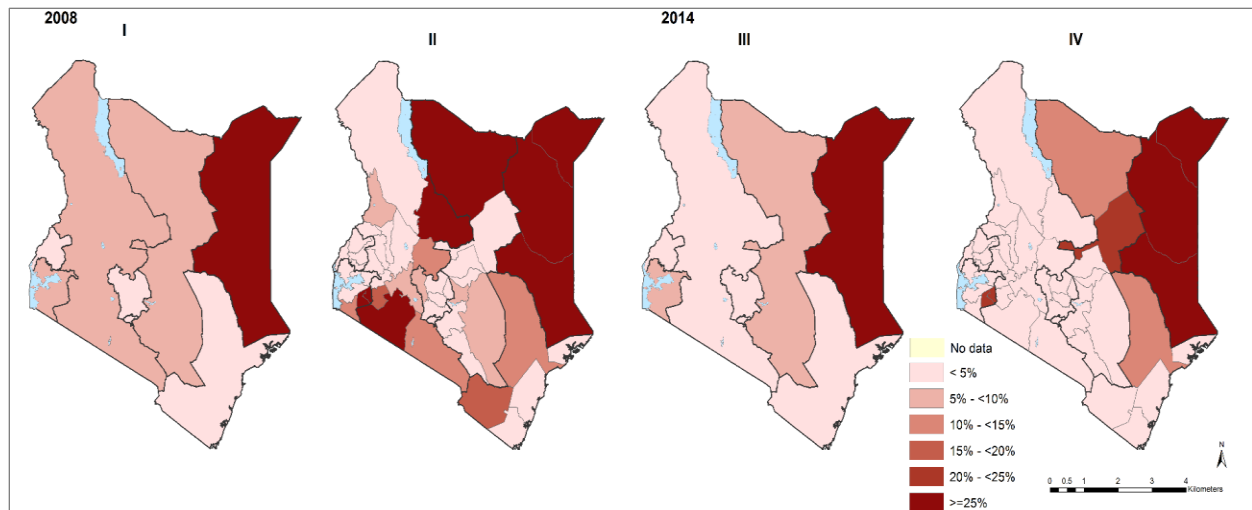 2008
2014
I
II
III
IV
No data
< 5%
5% - <10%
10% - <15%
15% - <20%
20% - <25%
>=25%
N
0 0.5 1 2 3 4
Kilometers